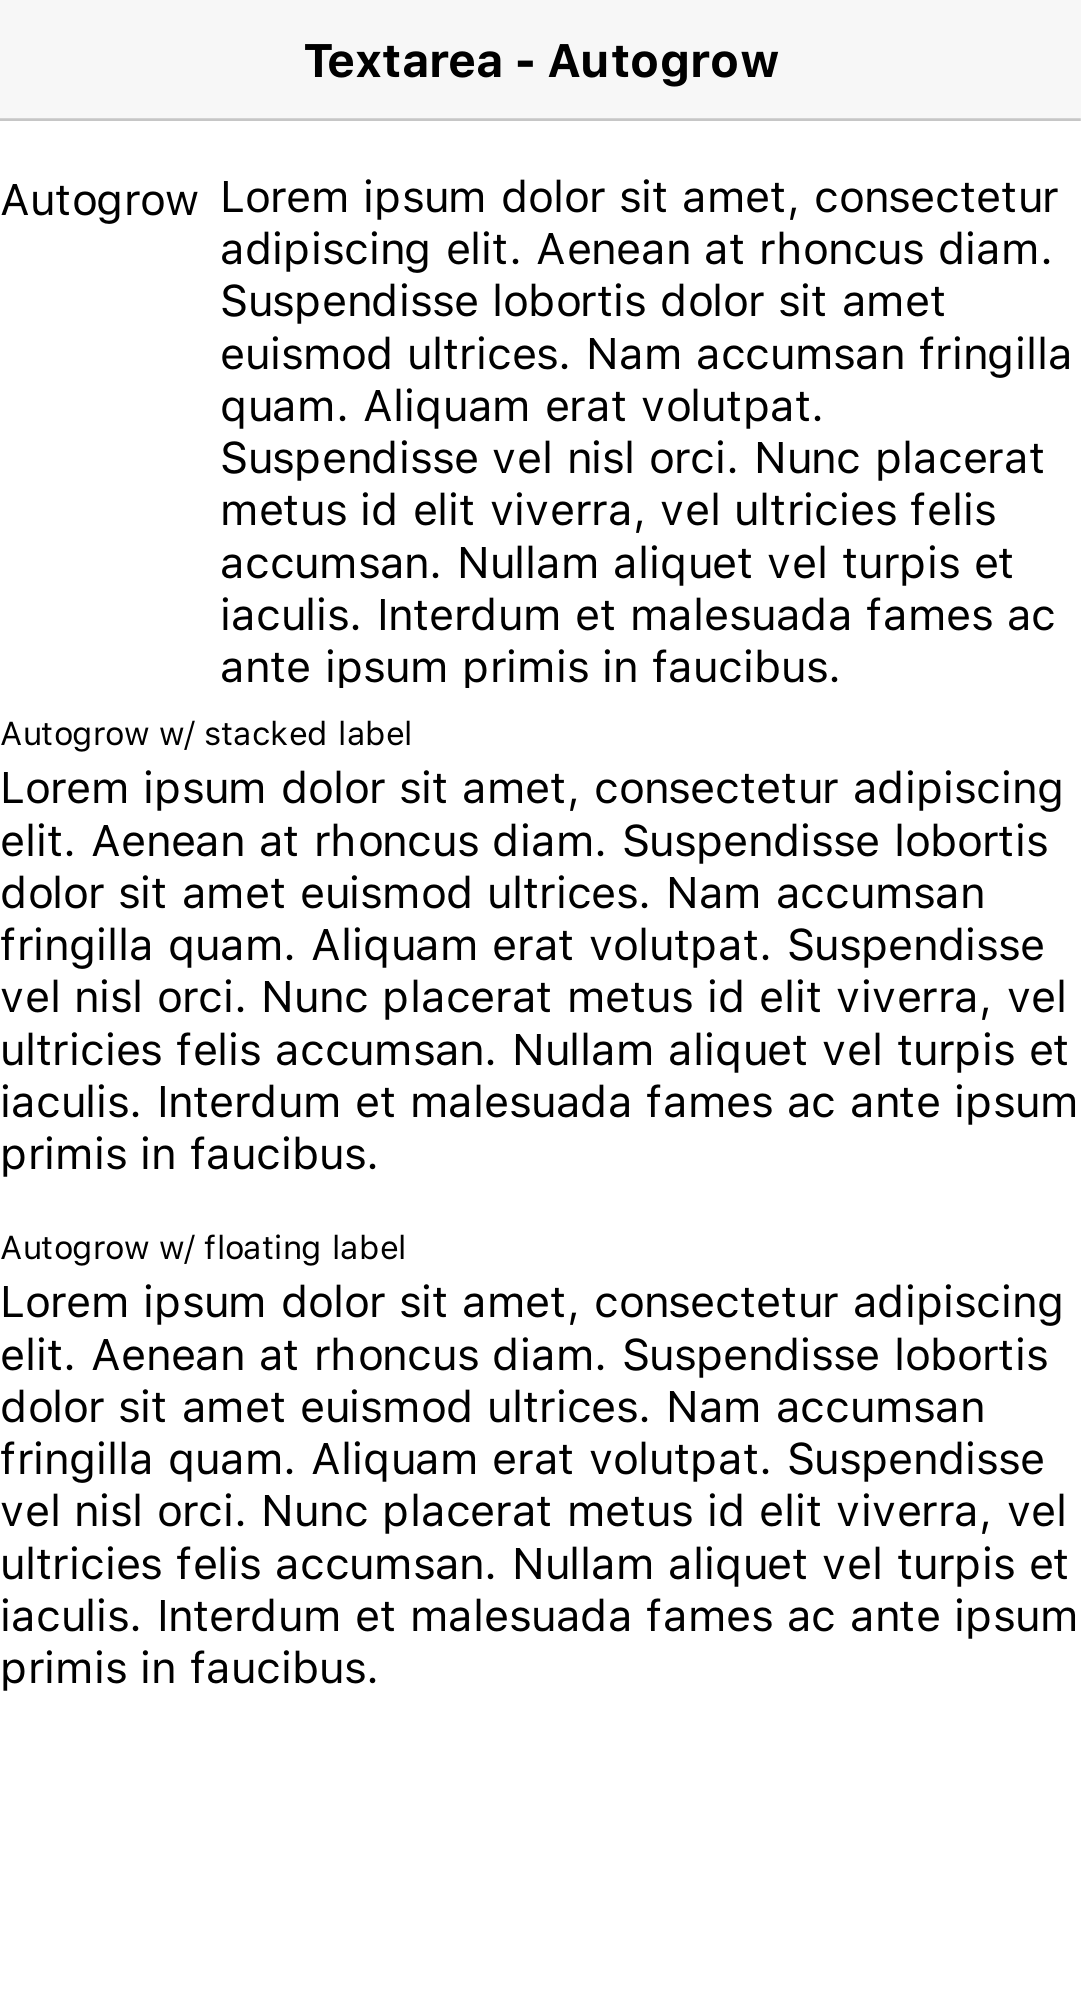 Textarea - Autogrow
Autogrow Lorem ipsum dolor sit amet, consectetur
adipiscing elit. Aenean at rhoncus diam.
Suspendisse lobortis dolor sit amet
euismod ultrices. Nam accumsan fringilla
quam. Aliquam erat volutpat.
Suspendisse vel nisl orci. Nunc placerat
metus id elit viverra, vel ultricies felis
accumsan. Nullam aliquet vel turpis et
iaculis. Interdum et malesuada fames ac
ante ipsum primis in faucibus.
Autogrow w/ stacked label
Lorem ipsum dolor sit amet, consectetur adipiscing
elit. Aenean at rhoncus diam. Suspendisse lobortis
dolor sit amet euismod ultrices. Nam accumsan
fringilla quam. Aliquam erat volutpat. Suspendisse
vel nisl orci. Nunc placerat metus id elit viverra, vel
ultricies felis accumsan. Nullam aliquet vel turpis et
iaculis. Interdum et malesuada fames ac ante ipsum
primis in faucibus.
Autogrow w/ floating label
Lorem ipsum dolor sit amet, consectetur adipiscing
elit. Aenean at rhoncus diam. Suspendisse lobortis
dolor sit amet euismod ultrices. Nam accumsan
fringilla quam. Aliquam erat volutpat. Suspendisse
vel nisl orci. Nunc placerat metus id elit viverra, vel
ultricies felis accumsan. Nullam aliquet vel turpis et
iaculis. Interdum et malesuada fames ac ante ipsum
primis in faucibus.